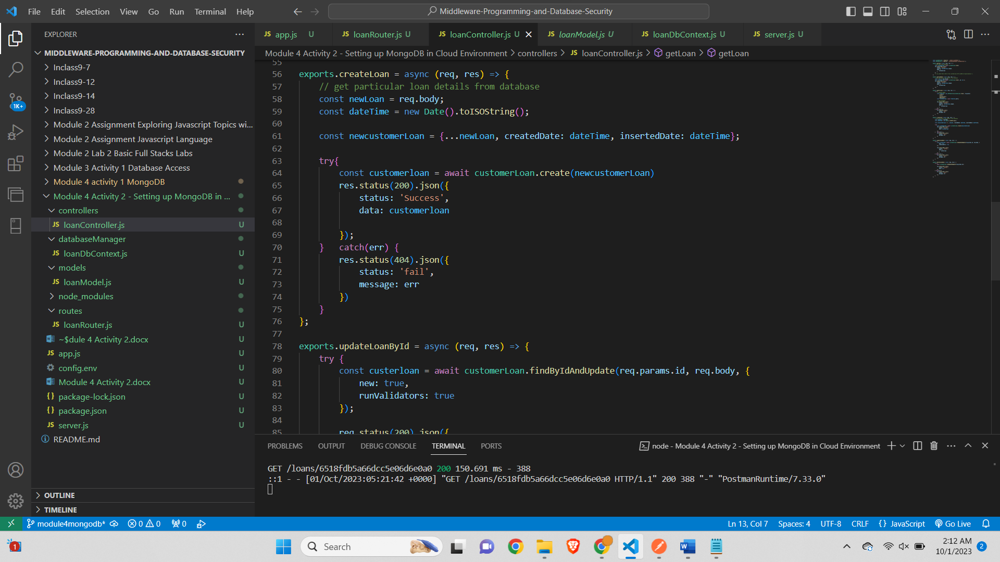 File Edit Selection View Go Run Terminal Help
Middleware-Programming-and-Database-Security
EXPLORER
MIDDLEWARE-PROGRAMMING-AND-DATABASE-SECURITY
Inclass9-7
Inclass9-12
Inclass9-14
Inclass9-28
Module 2 Assignment Exploring Javascript Topics wi...
Module 2 Assignment Javascript Language
Module 2 Lab 2 Basic Full Stacks Labs
Module 3 Activity 1 Database Access
Module 4 activity 1 MongoDB
Module 4 Activity 2 - Setting up MongoDB in ...
controllers
JS loanController.js U
databaseManager
JS loanDbContext.js U
models
JS loanModel.js U
node_modules
routes
JS loanRouter.js U
~$dule 4 Activity 2.docx U
JS app.js U
config.env U
Module 4 Activity 2.docx U
{} package-lock.json U
{} package.json U
JS server.js U
README.md
OUTLINE
TIMELINE
1K+
JS app.js U JS loanRouter.js U JS loanController.js U JS loanModel.js U JS loanDbContext.js U JS server.js U
Module 4 Activity 2 - Setting up MongoDB in Cloud Environment > controllers > JS loanController.js > getLoan > getLoan
55
56 exports.createLoan = async (req, res) => {
57 // get particular loan details from database
58 const newLoan = req.body;
59 const dateTime = new Date().toISOString();
60
61 const newcustomerLoan = {...newLoan, createdDate: dateTime, insertedDate: dateTime};
62
63 try{
64 const customerloan = await customerLoan.create(newcustomerLoan)
65 res.status(200).json({
66 status: 'Success',
67 data: customerloan
68
69 });
70 } catch(err) {
71 res.status(404).json({
72 status: 'fail',
73 message: err
74 })
75 }
76 };
77
78 exports.updateLoanById = async (req, res) => {
79 try {
80 const custerloan = await customerLoan.findByIdAndUpdate(req.params.id, req.body, {
81 new: true,
82 runValidators: true
83 });
84
85 req.status(200).json({
PROBLEMS OUTPUT DEBUG CONSOLE TERMINAL PORTS
node - Module 4 Activity 2 - Setting up MongoDB in Cloud Environment
GET /loans/6518fdb5a66dcc5e06d6e0a0 200 150.691 ms - 388
::1 - - [01/Oct/2023:05:21:42 +0000] "GET /loans/6518fdb5a66dcc5e06d6e0a0 HTTP/1.1" 200 388 "-" "PostmanRuntime/7.33.0"
module4mongodb* 0 0 0
Ln 13, Col 7 Spaces: 4 UTF-8 CRLF {} JavaScript Go Live
1
Search
2:12 AM
10/1/2023
2